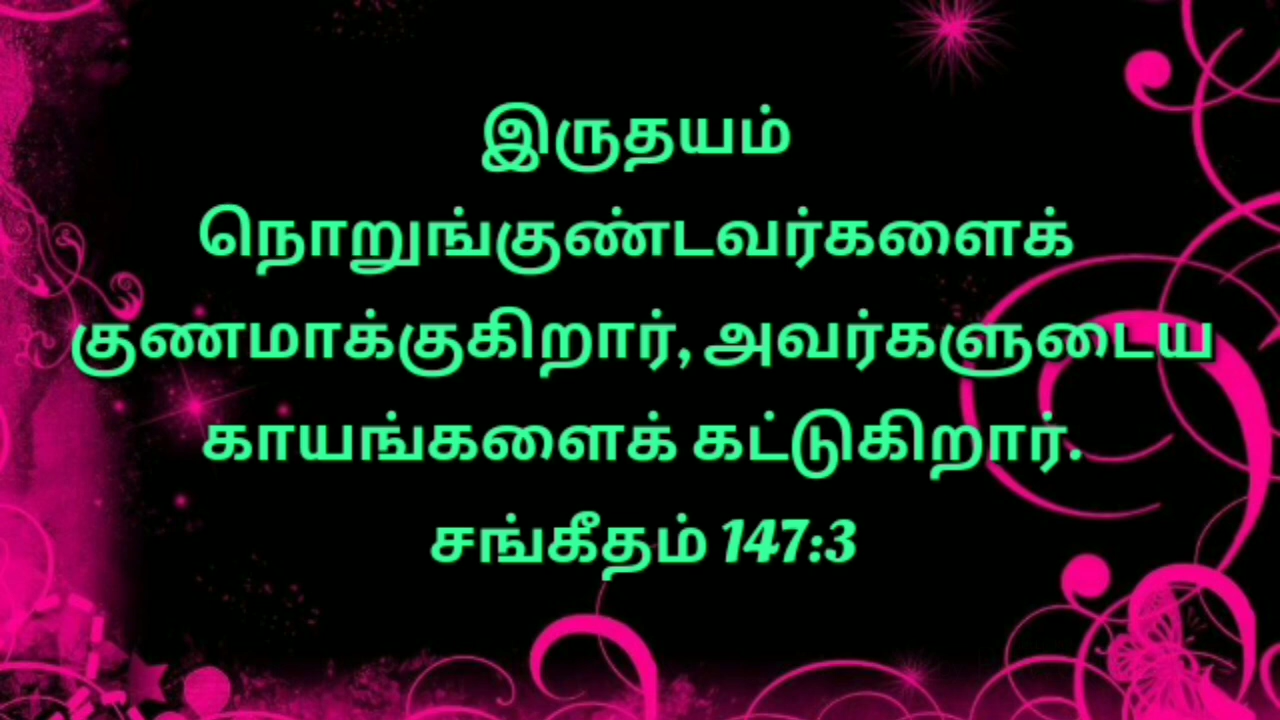 இருதயம்
நொறுங்குண்டவர்களைக்
குணமாக்குகிறார், அவர்களுடைய
காயங்களைக் கட்டுகிறார்.
சங்கீதம் 147:3